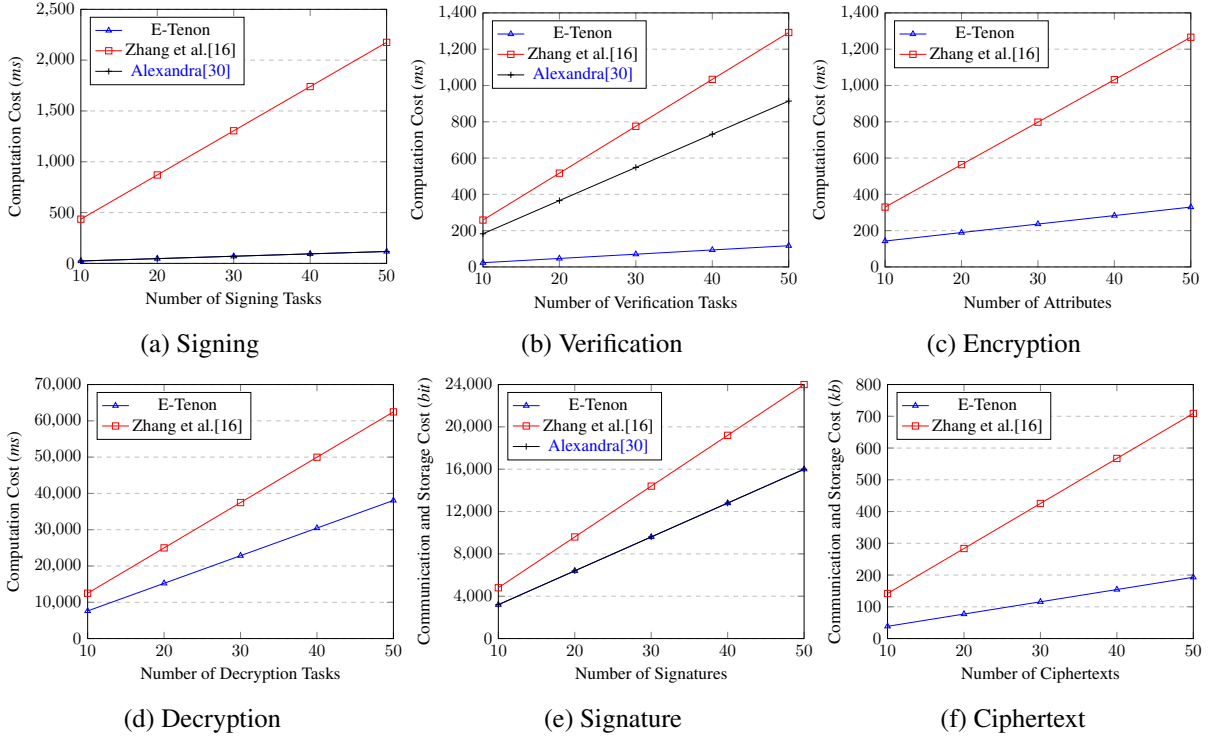 2,500
2,000
1,500
1,000
500
0
Computation Cost (ms)
E-Tenon
Zhang et al.[16]
Alexandra[30]
10 20 30 40 50
Number of Signing Tasks
(a) Signing
1,400
1,200
1,000
800
600
400
200
0
Computation Cost (ms)
E-Tenon
Zhang et al.[16]
Alexandra[30]
10 20 30 40 50
Number of Verification Tasks
(b) Verification
1,400
1,200
1,000
800
600
400
200
0
Computation Cost (ms)
E-Tenon
Zhang et al.[16]
10 20 30 40 50
Number of Attributes
(c) Encryption
70,000
60,000
50,000
40,000
30,000
20,000
10,000
0
Computation Cost (ms)
E-Tenon
Zhang et al.[16]
10 20 30 40 50
Number of Decryption Tasks
(d) Decryption
24,000
20,000
16,000
12,000
8,000
4,000
0
Communication and Storage Cost (bit)
E-Tenon
Zhang et al.[16]
Alexandra[30]
10 20 30 40 50
Number of Signatures
(e) Signature
800
700
600
500
400
300
200
100
0
Communication and Storage Cost (kb)
E-Tenon
Zhang et al.[16]
10 20 30 40 50
Number of Ciphertexts
(f) Ciphertext